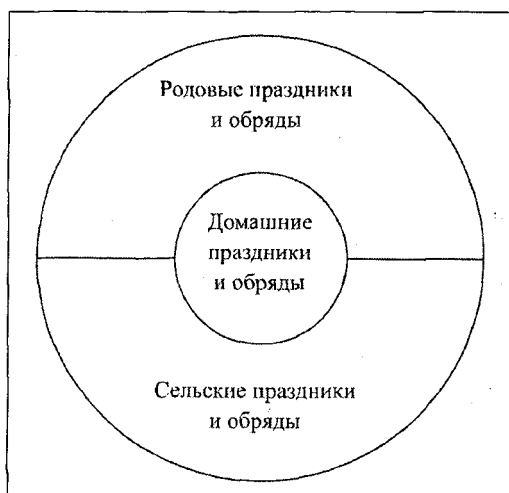 Родовые праздники
и обряды
Домашние
праздники
и обряды
Сельские праздники
и обряды